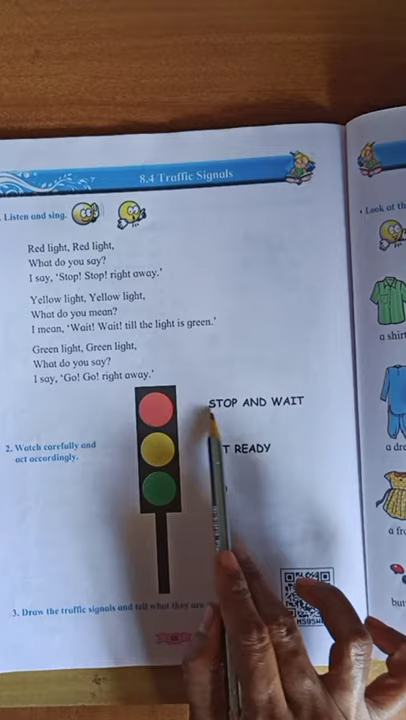 8.4 Traffic Signals
Listen and sing.
Red light, Red light,
What do you say?
I say, ‘Stop! Stop! right away.’
Yellow light, Yellow light,
What do you mean?
I mean, ‘Wait! Wait! till the light is green.’
Green light, Green light,
What do you say?
I say, ‘Go! Go! right away.’
STOP AND WAIT
2. Watch carefully and
act accordingly.
T READY
3. Draw the traffic signals and tell what they are
Look at th
a shirt
a dre
a fro
but